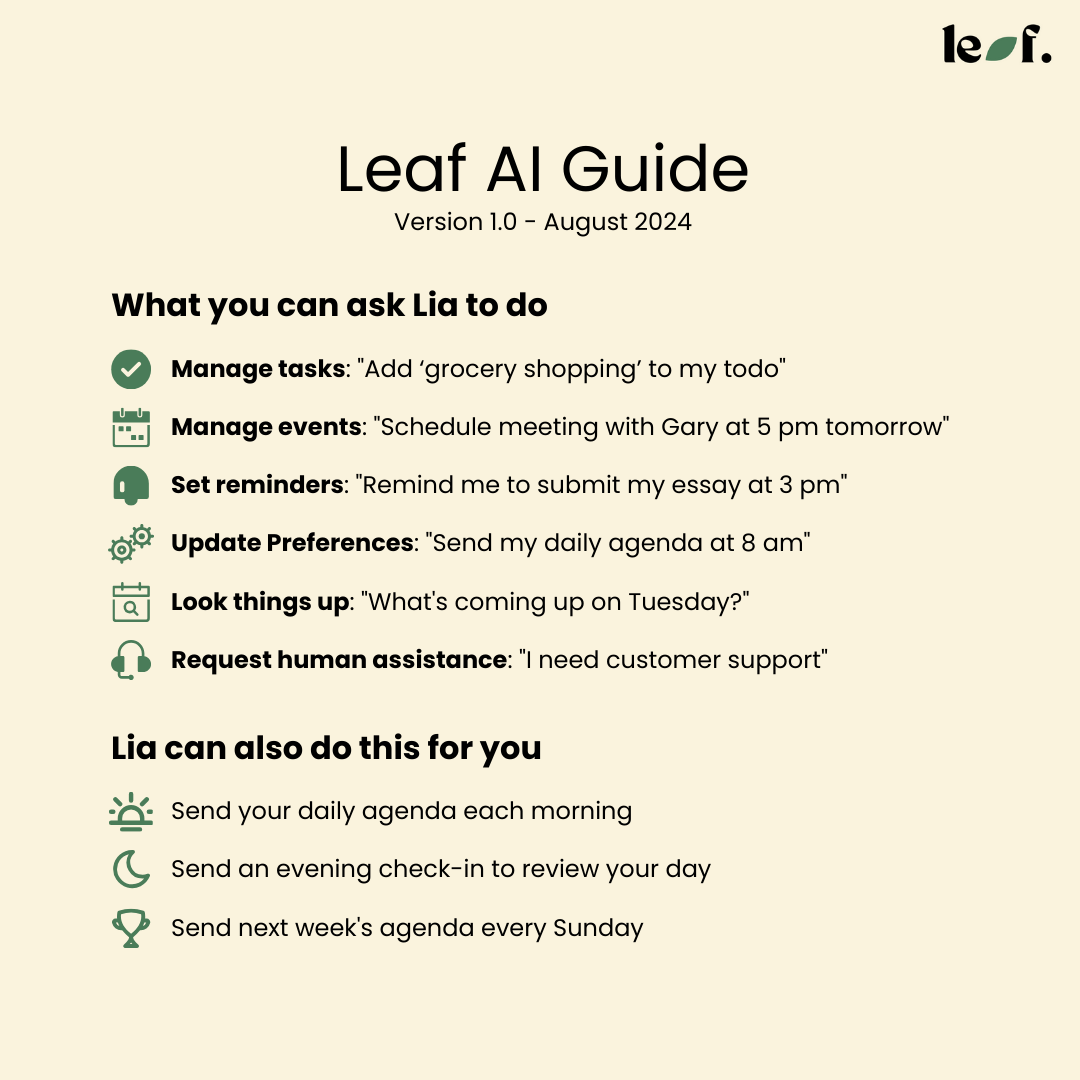 leaf.
Leaf AI Guide
Version 1.0 - August 2024
What you can ask Lia to do
Manage tasks: "Add ‘grocery shopping’ to my todo"
Manage events: "Schedule meeting with Gary at 5 pm tomorrow"
Set reminders: "Remind me to submit my essay at 3 pm"
Update Preferences: "Send my daily agenda at 8 am"
Look things up: "What's coming up on Tuesday?"
Request human assistance: "I need customer support"
Lia can also do this for you
Send your daily agenda each morning
Send an evening check-in to review your day
Send next week's agenda every Sunday